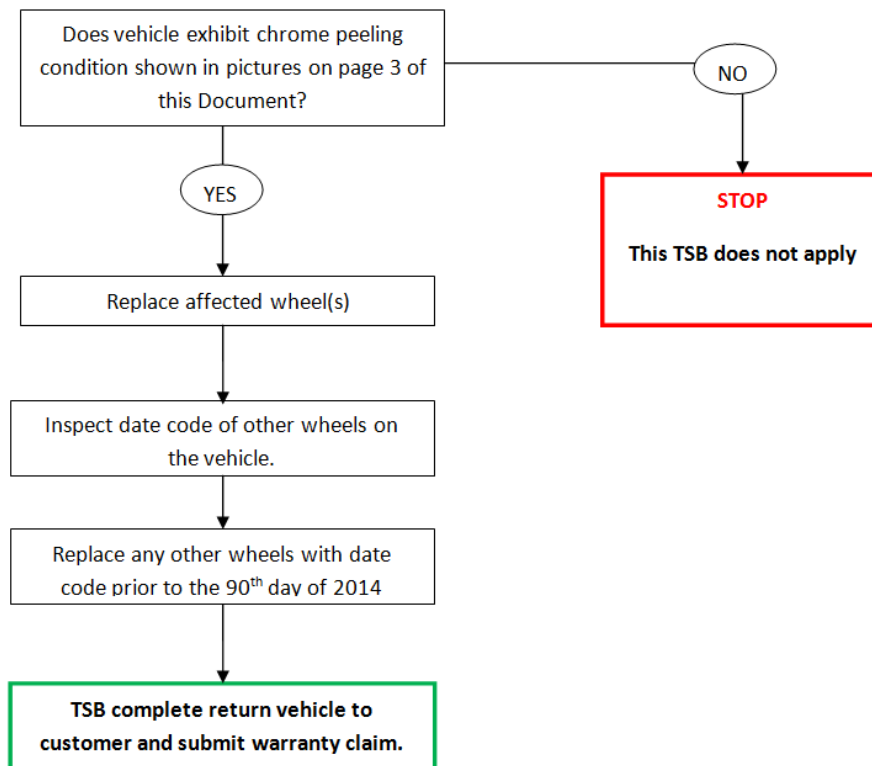 Does vehicle exhibit chrome peeling
condition shown in pictures on page 3 of
this Document?
NO
YES
STOP
This TSB does not apply
Replace affected wheel(s)
Inspect date code of other wheels on
the vehicle.
Replace any other wheels with date
code prior to the 90th day of 2014
TSB complete return vehicle to
customer and submit warranty claim.